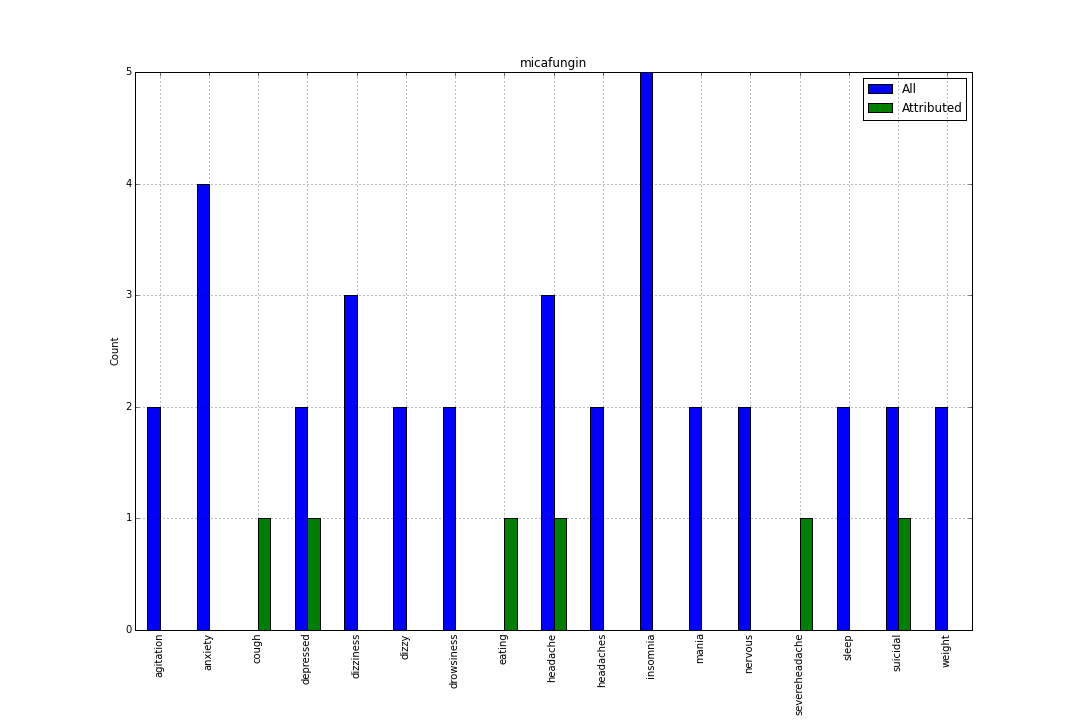 micafungin
All
Attributed
5
4
3
2
1
0
Count
agitation
anxiety
cough
depressed
dizziness
dizzy
drowsiness
eating
headache
headaches
insomnia
mania
nervous
severeheadache
sleep
suicidal
weight